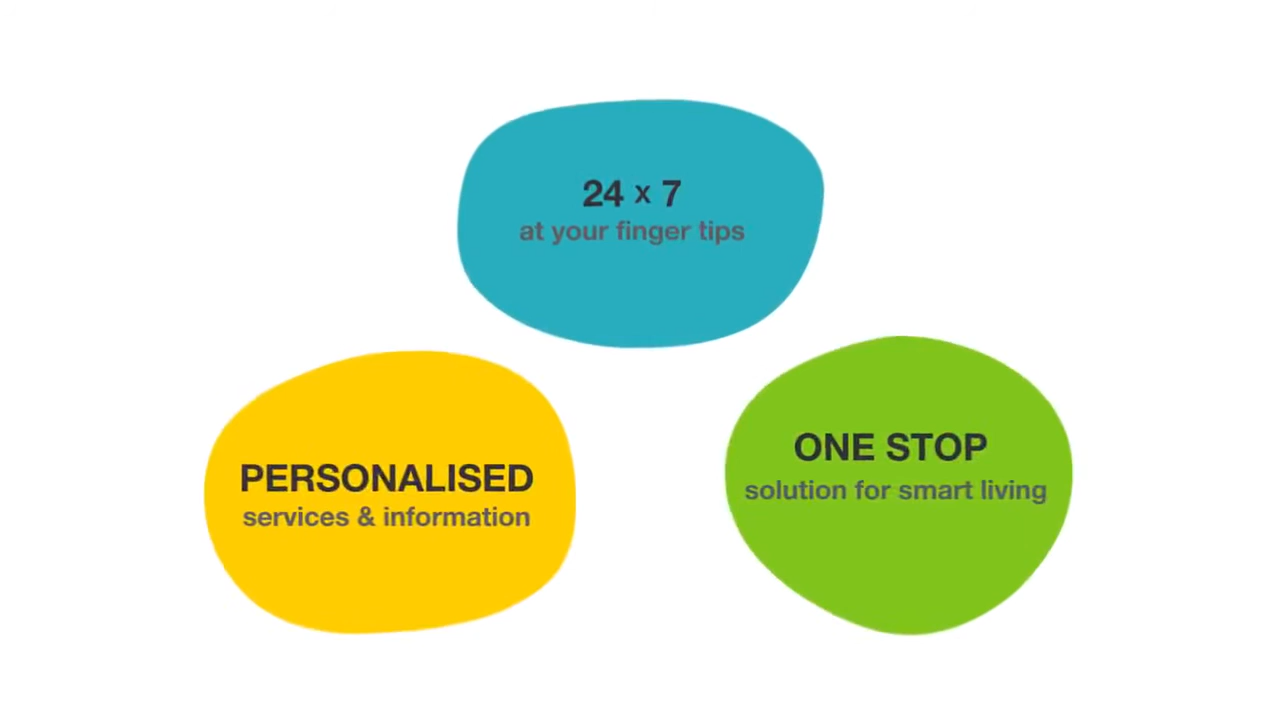 24 x 7
at your finger tips
PERSONALISED
services & information
ONE STOP
solution for smart living